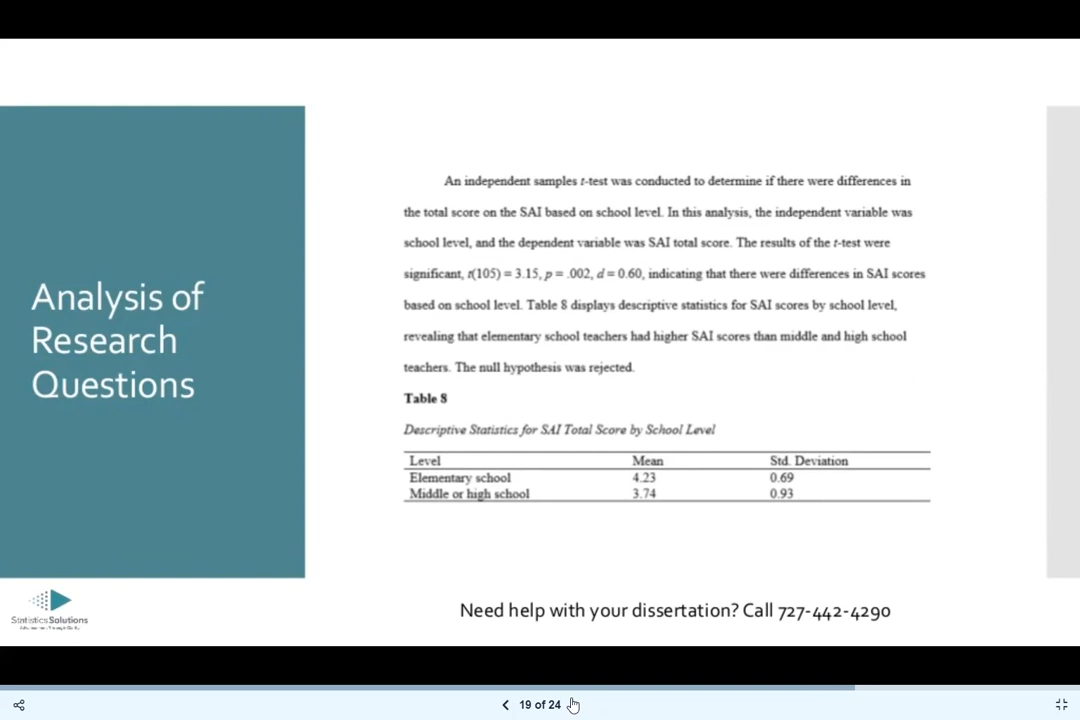 Analysis of
Research
Questions
An independent samples t-test was conducted to determine if there were differences in
the total score on the SAI based on school level. In this analysis, the independent variable was
school level, and the dependent variable was SAI total score. The results of the t-test were
significant, t(105) = 3.15, p = .002, d = 0.60, indicating that there were differences in SAI scores
based on school level. Table 8 displays descriptive statistics for SAI scores by school level,
revealing that elementary school teachers had higher SAI scores than middle and high school
teachers. The null hypothesis was rejected.
Table 8
Descriptive Statistics for SAI Total Score by School Level
Level Mean Std. Deviation
Elementary school 4.23 0.69
Middle or high school 3.74 0.93
StatisticsSolutions
Need help with your dissertation? Call 727-442-4290
19 of 24